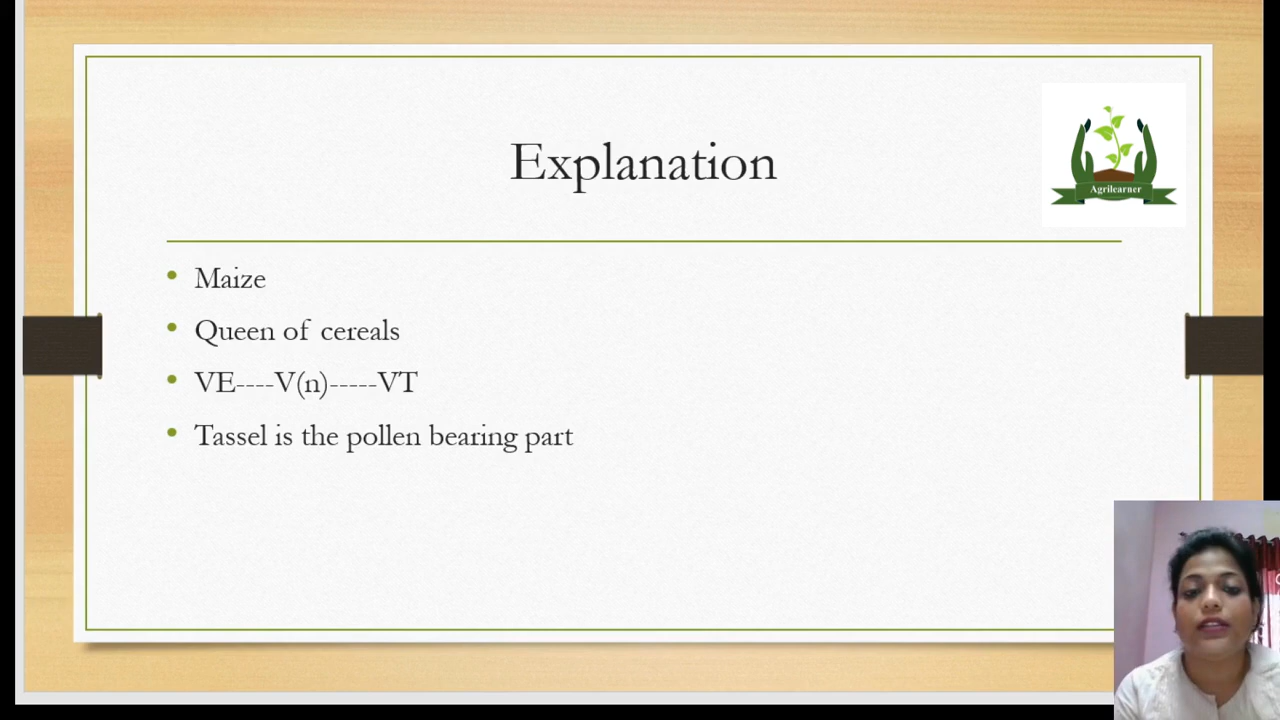 Explanation
Agrilearner
• Maize
• Queen of cereals
• VE----V(n)-----VT
• Tassel is the pollen bearing part